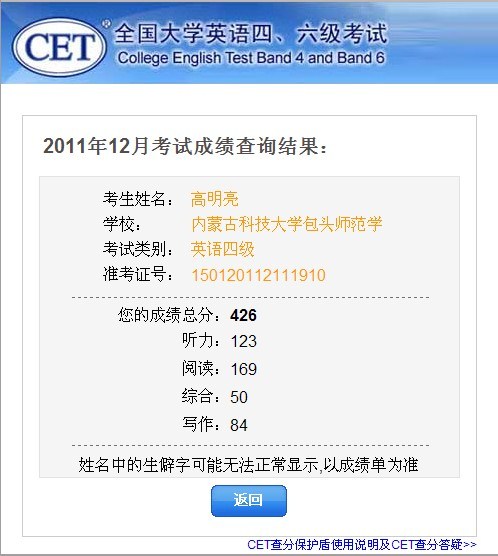 CET®
全国大学英语四、六级考试
College English Test Band 4 and Band 6
2011年12月考试成绩查询结果：
考生姓名： 高明亮
学校： 内蒙古科技大学包头师范学
考试类别： 英语四级
准考证号： 150120112111910
您的成绩总分：426
听力：123
阅读：169
综合：50
写作：84
姓名中的生僻字可能无法正常显示,以成绩单为准
返回
CET查分保护盾使用说明及CET查分答疑>>